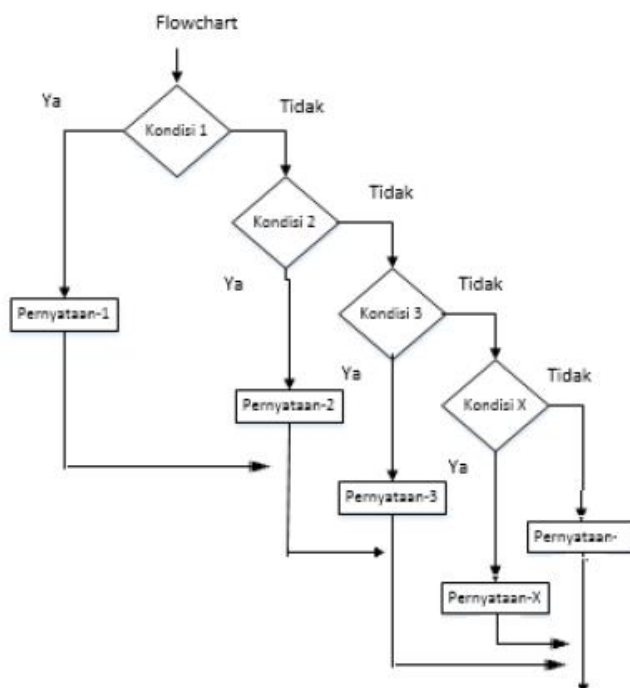 Flowchart
Ya
Tidak
Kondisi 1
Tidak
Kondisi 2
Ya
Tidak
Pernyataan-1
Kondisi 3
Ya
Tidak
Pernyataan-2
Kondisi X
Ya
Pernyataan-3
Pernyataan-
Pernyataan-X